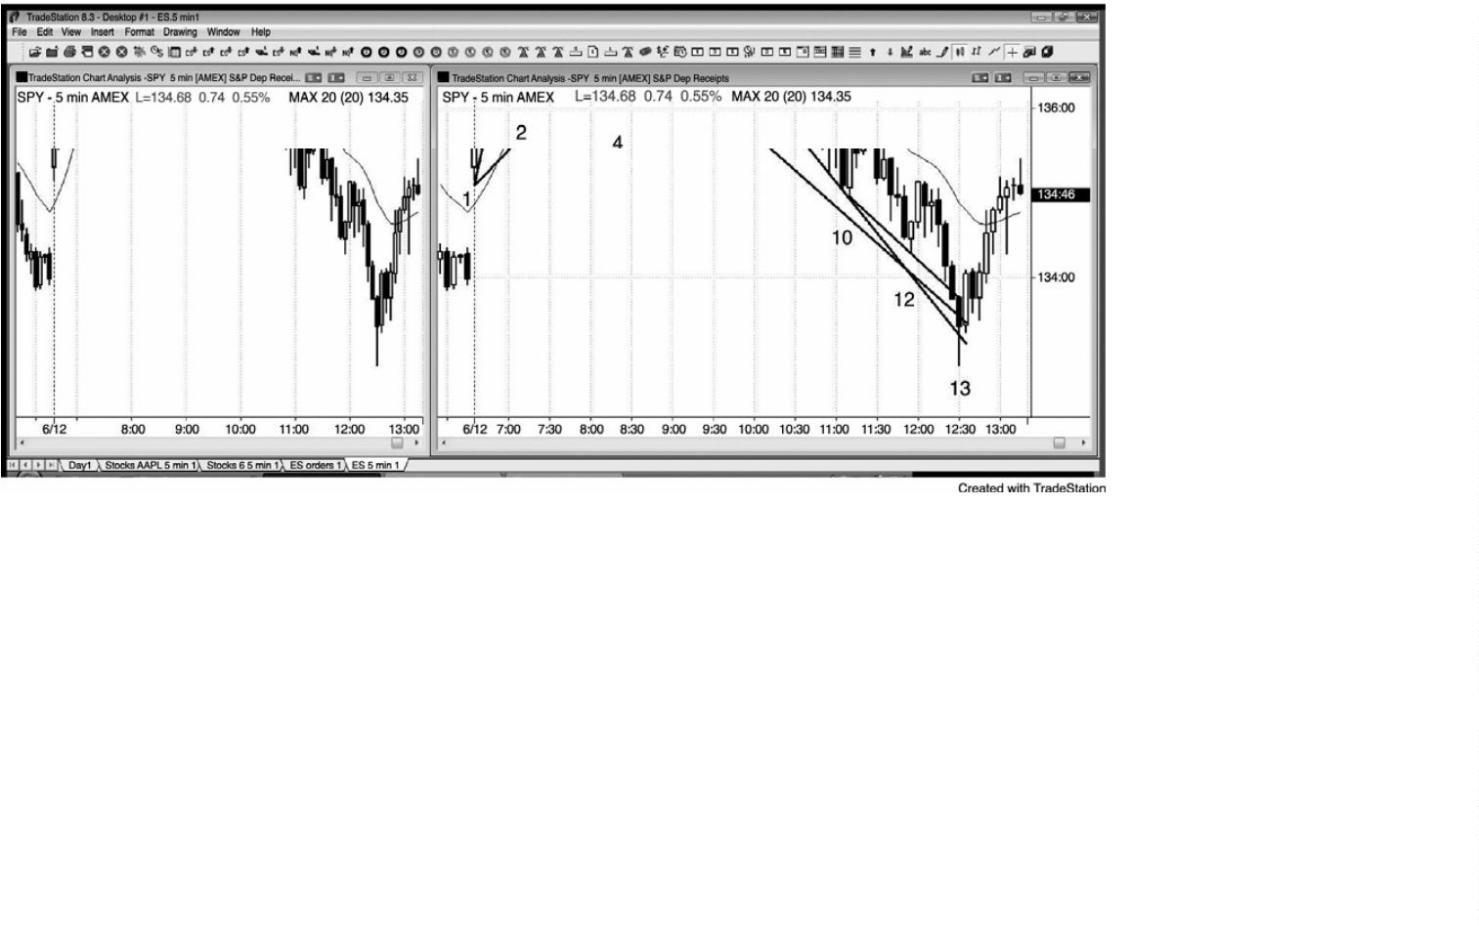 TradeStation 8.3 - Desktop #1 - ES.5 min1
File Edit View Insert Format Drawing Window Help
TradeStation Chart Analysis -SPY 5 min [AMEX] S&P Dep Recei...
SPY - 5 min AMEX L=134.68 0.74 0.55% MAX 20 (20) 134.35
6/12 8:00 9:00 10:00 11:00 12:00 13:00
TradeStation Chart Analysis -SPY 5 min [AMEX] S&P Dep Receipts
SPY - 5 min AMEX L=134.68 0.74 0.55% MAX 20 (20) 134.35
136:00
2
4
134:46
1
10
134:00
12
13
6/12 7:00 7:30 8:00 8:30 9:00 9:30 10:00 10:30 11:00 11:30 12:00 12:30 13:00
Day1 Stocks AAPL 5 min 1 Stocks 6 5 min 1 ES orders 1 ES 5 min 1
Created with TradeStation